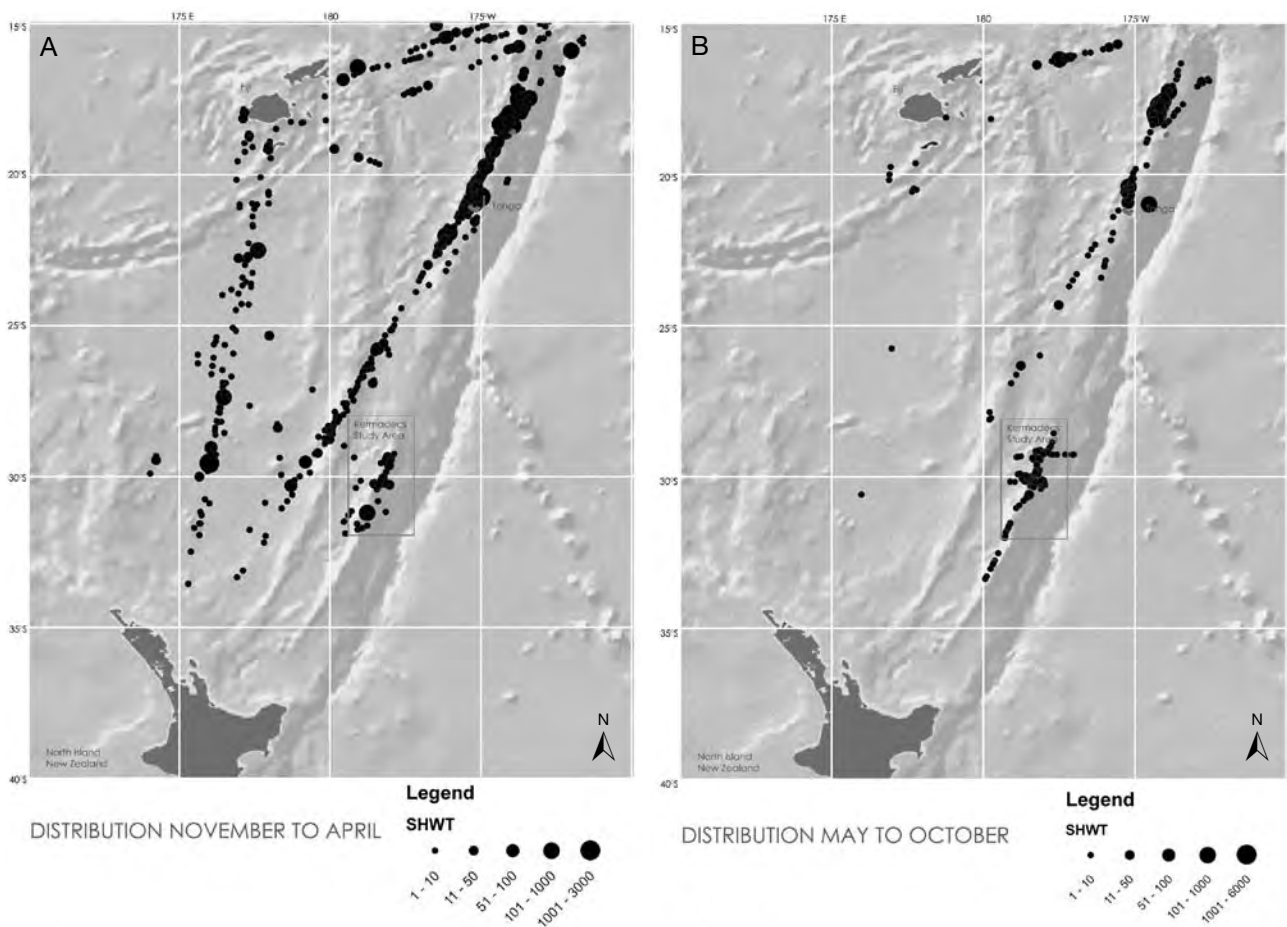 175 E 180 175W
15°S
A
Fiji
20°S
Tonga
25°S
Kermadecs
Study Area
30°S
35°S
North Island
New Zealand
N
40°S
DISTRIBUTION NOVEMBER TO APRIL
Legend
SHWT
1 - 10
11 - 50
51 - 100
101 - 1000
1001 - 3000
175 E 180 175W
15°S
B
Fiji
20°S
Tonga
25°S
Kermadecs
Study Area
30°S
35°S
North Island
New Zealand
N
40°S
DISTRIBUTION MAY TO OCTOBER
Legend
SHWT
1 - 10
11 - 50
51 - 100
101 - 1000
1001 - 6000